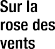 Sur la
rose des
vents